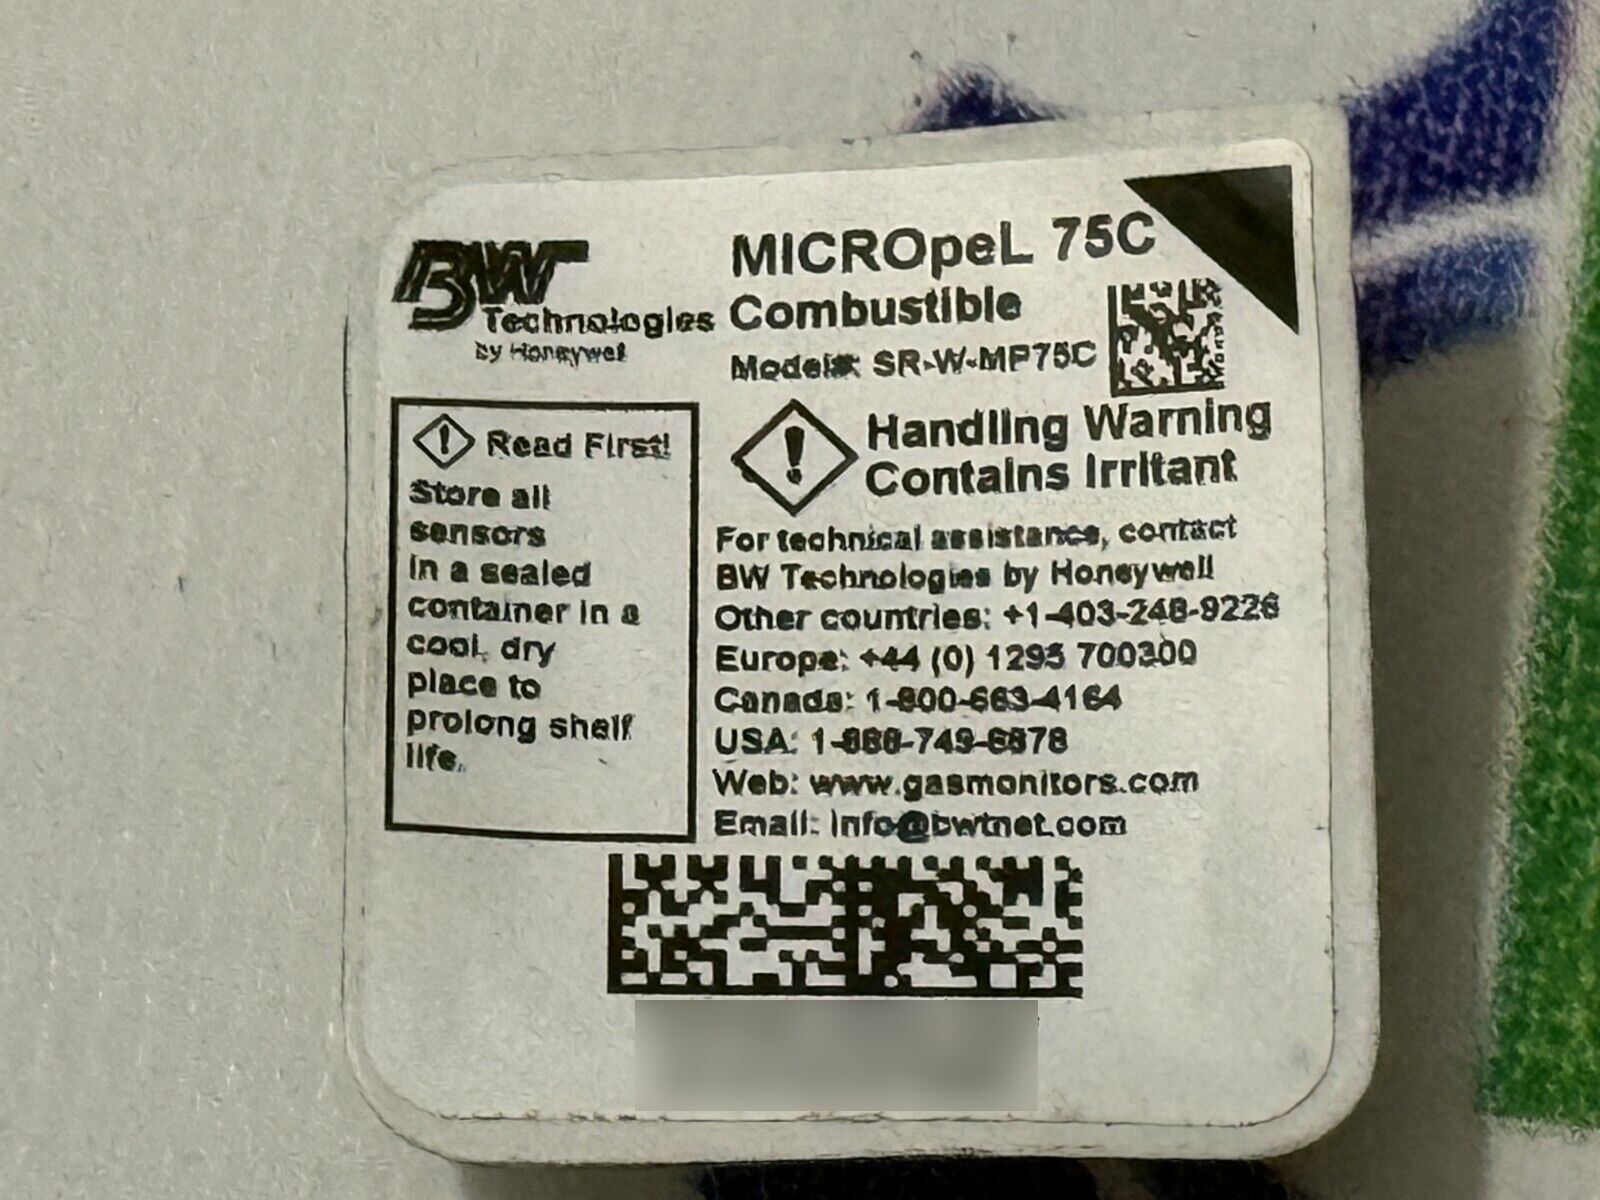 BW
Technologies
by Honeywell
MICROpeL 75C
Combustible
Model#: SR-W-MP75C
Read First!
Store all
sensors
in a sealed
container in a
cool, dry
place to
prolong shelf
life.
Handling Warning
Contains Irritant
For technical assistance, contact
BW Technologies by Honeywell
Other countries: +1-403-248-9226
Europe: +44 (0) 1295 700300
Canada: 1-800-663-4164
USA: 1-888-749-8878
Web: www.gasmonitors.com
Email: info@bwtnet.com